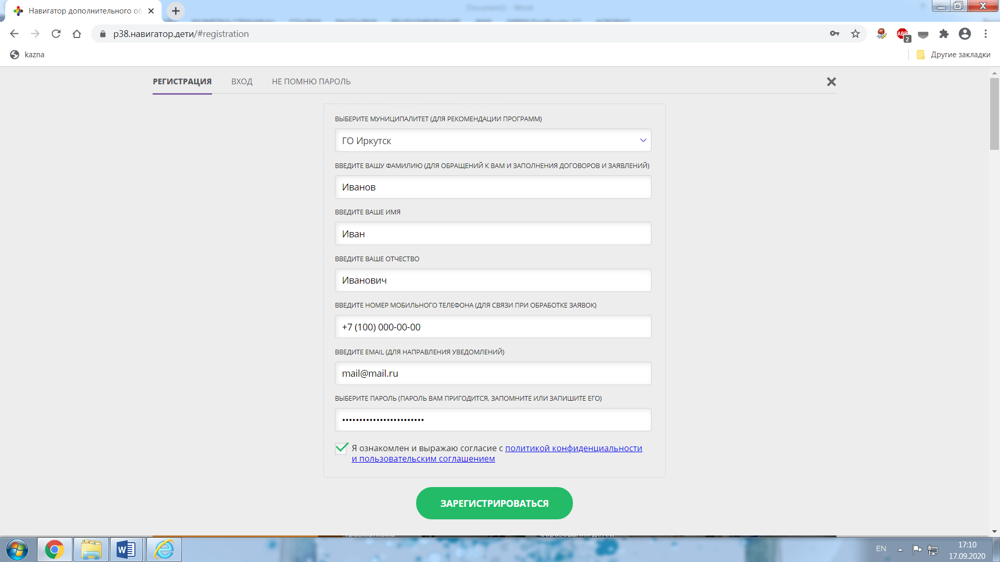 Навигатор дополнительного об
р38.навигатор.дети/#registration
ABP 2
kazna
Другие закладки
РЕГИСТРАЦИЯ ВХОД НЕ ПОМНЮ ПАРОЛЬ
ВЫБЕРИТЕ МУНИЦИПАЛИТЕТ (ДЛЯ РЕКОМЕНДАЦИИ ПРОГРАММ)
ГО Иркутск
ВВЕДИТЕ ВАШУ ФАМИЛИЮ (ДЛЯ ОБРАЩЕНИЙ К ВАМ И ЗАПОЛНЕНИЯ ДОГОВОРОВ И ЗАЯВЛЕНИЙ)
Иванов
ВВЕДИТЕ ВАШЕ ИМЯ
Иван
ВВЕДИТЕ ВАШЕ ОТЧЕСТВО
Иванович
ВВЕДИТЕ НОМЕР МОБИЛЬНОГО ТЕЛЕФОНА (ДЛЯ СВЯЗИ ПРИ ОБРАБОТКЕ ЗАЯВОК)
+7 (100) 000-00-00
ВВЕДИТЕ EMAIL (ДЛЯ НАПРАВЛЕНИЯ УВЕДОМЛЕНИЙ)
mail@mail.ru
ВЫБЕРИТЕ ПАРОЛЬ (ПАРОЛЬ ВАМ ПРИГОДИТСЯ, ЗАПОМНИТЕ ИЛИ ЗАПИШИТЕ ЕГО)
Я ознакомлен и выражаю согласие с политикой конфиденциальности
и пользовательским соглашением
ЗАРЕГИСТРИРОВАТЬСЯ
EN
17:10
17.09.2020